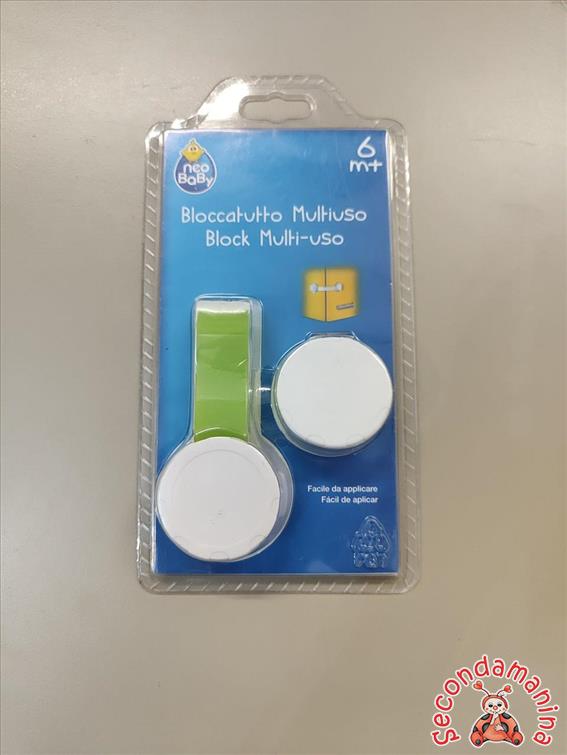 neo
BaBy
6
m+
Bloccatutto Multiuso
Block Multi-uso
Facile da applicare
Fácil de aplicar
Secondamanina